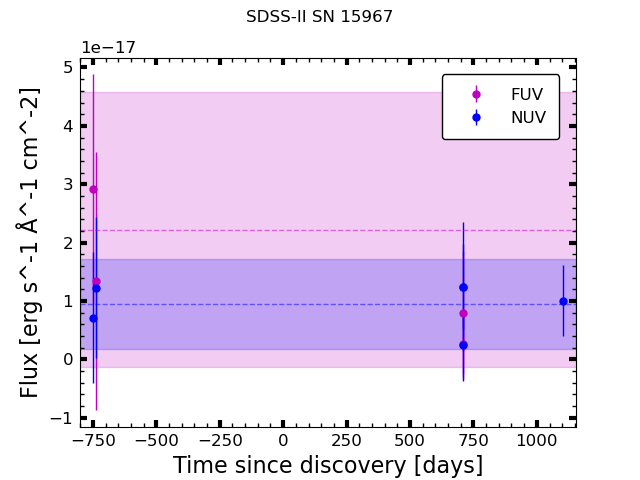 SDSS-II SN 15967
1e−17
Flux [erg s^-1 Å^-1 cm^-2]
5
4
3
2
1
0
−1
FUV
NUV
−750 −500 −250 0 250 500 750 1000
Time since discovery [days]